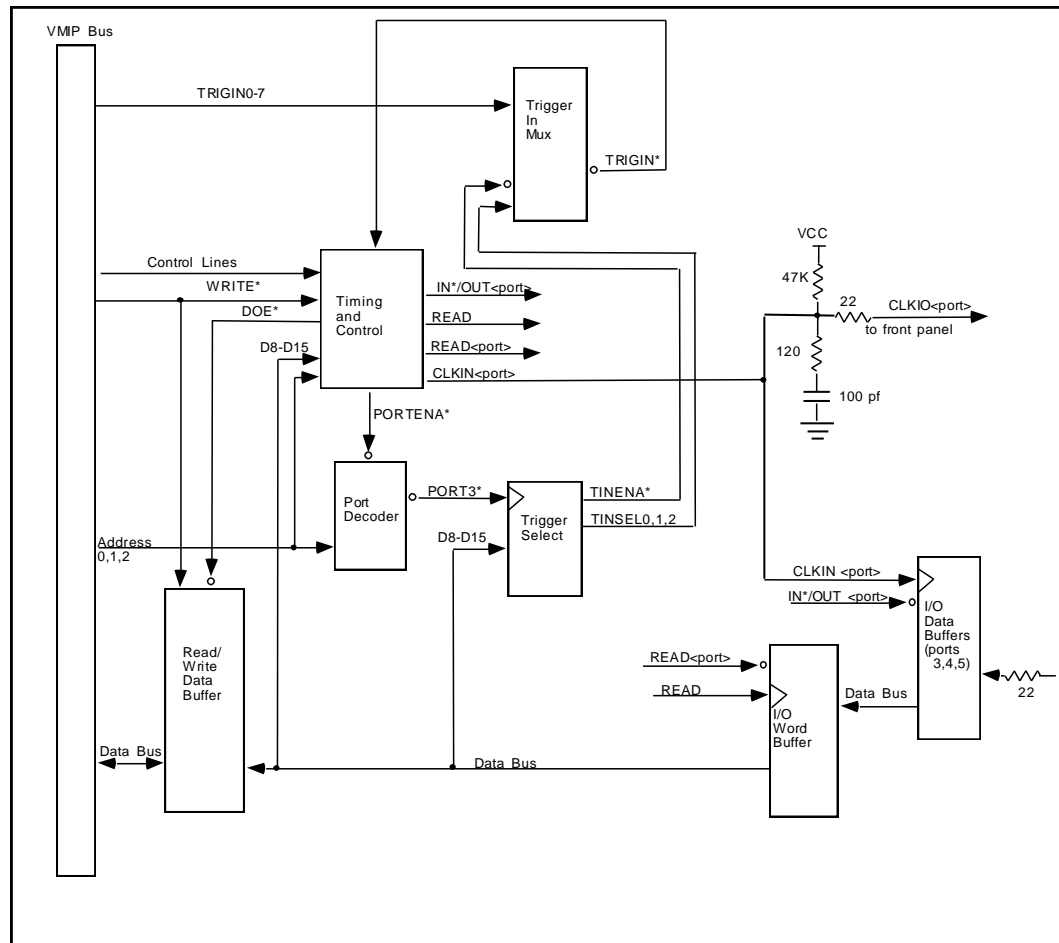 VMIP Bus
TRIGIN0-7
Trigger
In
Mux
TRIGIN*
VCC
47K
22
CLKIO<port>
to front panel
120
100 pf
Control Lines
WRITE*
DOE*
D8-D15
Timing
and
Control
IN*/OUT<port>
READ
READ<port>
CLKIN<port>
PORTENA*
Port
Decoder
PORT3*
D8-D15
Trigger
Select
TINENA*
TINSEL0,1,2
Address
0,1,2
CLKIN <port>
IN*/OUT <port>
I/O
Data
Buffers
(ports
3,4,5)
22
Read/
Write
Data
Buffer
READ<port>
READ
I/O
Word
Buffer
Data Bus
Data Bus
Data Bus